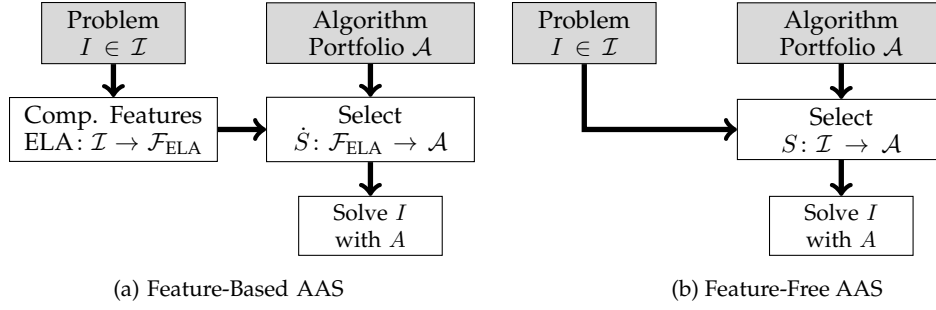 Problem
I ∈ 𝓘
Algorithm
Portfolio 𝒜
Comp. Features
ELA: 𝓘 → ℱ_ELA
Select
Ṡ: ℱ_ELA → 𝒜
Solve I
with A
(a) Feature-Based AAS
Problem
I ∈ 𝓘
Algorithm
Portfolio 𝒜
Select
S: 𝓘 → 𝒜
Solve I
with A
(b) Feature-Free AAS